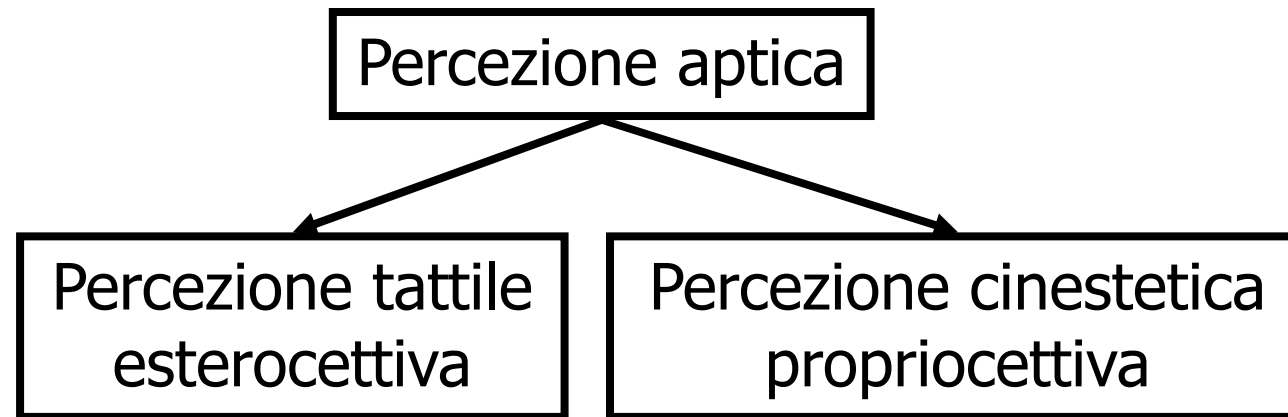 Percezione aptica
Percezione tattile
esterocettiva
Percezione cinestetica
propriocettiva